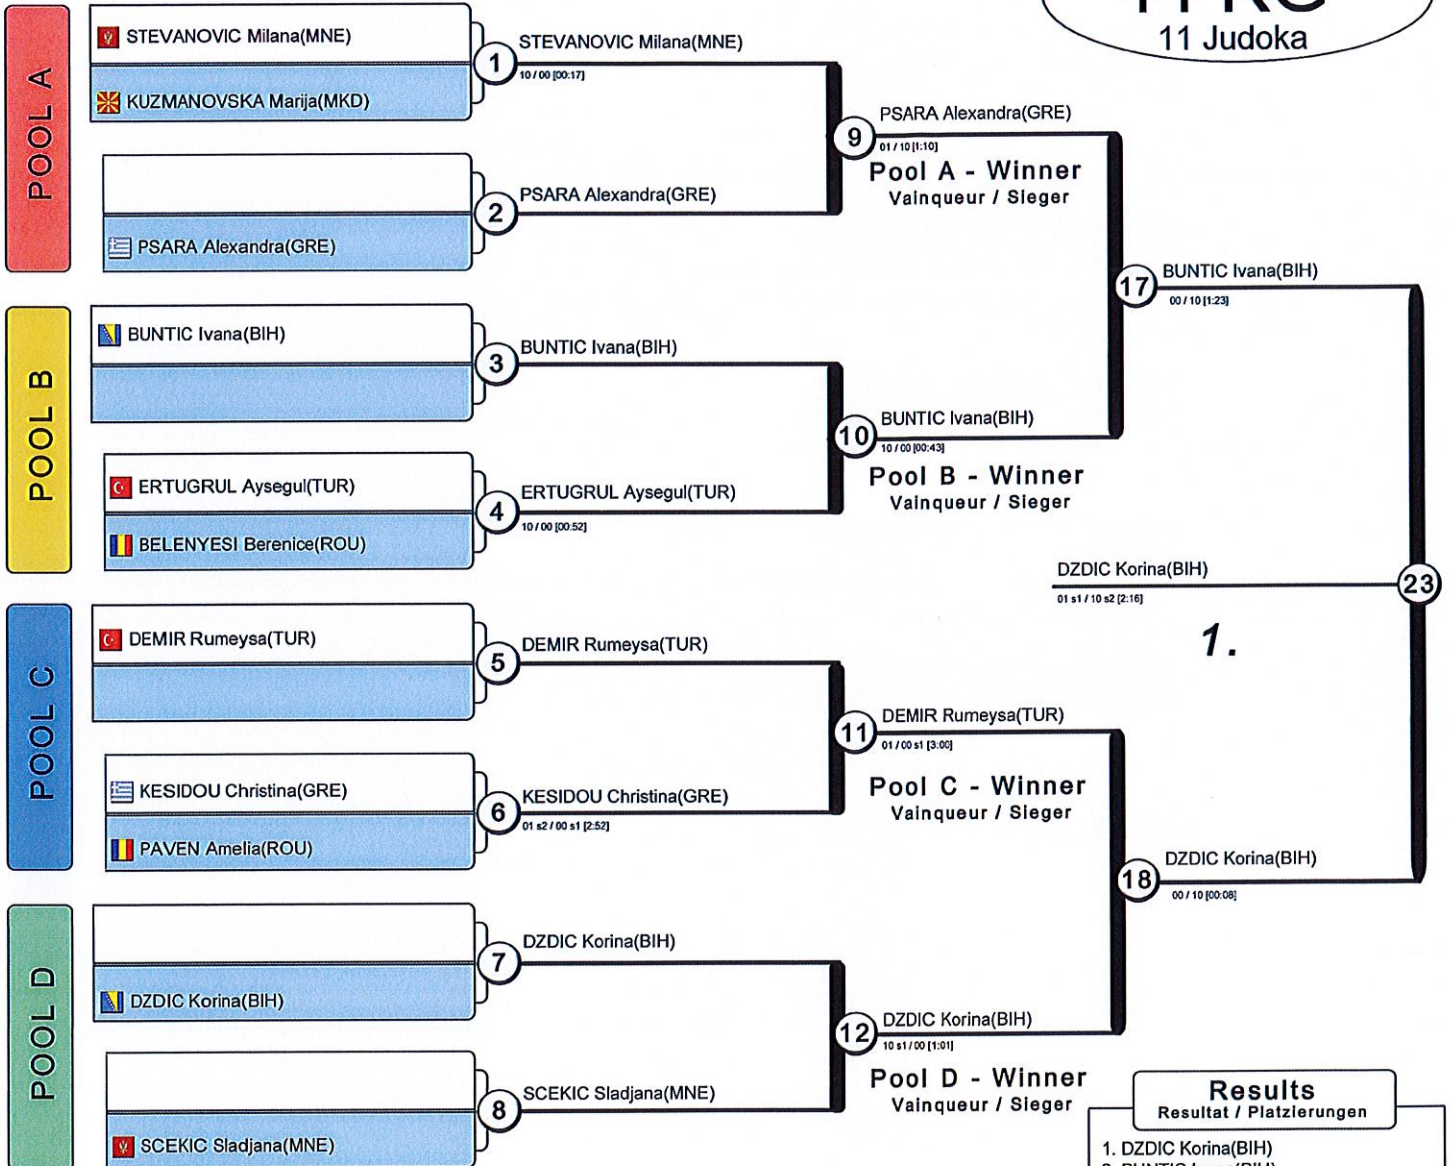 11 Judoka
POOL A
STEVANOVIC Milana(MNE)
KUZMANOVSKA Marija(MKD)
1
STEVANOVIC Milana(MNE)
10 / 00 [00:17]
PSARA Alexandra(GRE)
2
PSARA Alexandra(GRE)
9
PSARA Alexandra(GRE)
01 / 10 [1:10]
Pool A - Winner
Vainqueur / Sieger
POOL B
BUNTIC Ivana(BIH)
3
BUNTIC Ivana(BIH)
ERTUGRUL Aysegul(TUR)
BELENYESI Berenice(ROU)
4
ERTUGRUL Aysegul(TUR)
10 / 00 [00:52]
10
BUNTIC Ivana(BIH)
10 / 00 [00:43]
Pool B - Winner
Vainqueur / Sieger
17
BUNTIC Ivana(BIH)
00 / 10 [1:23]
POOL C
DEMIR Rumeysa(TUR)
5
DEMIR Rumeysa(TUR)
KESIDOU Christina(GRE)
PAVEN Amelia(ROU)
6
KESIDOU Christina(GRE)
01 s2 / 00 s1 [2:52]
11
DEMIR Rumeysa(TUR)
01 / 00 s1 [3:00]
Pool C - Winner
Vainqueur / Sieger
POOL D
DZDIC Korina(BIH)
7
DZDIC Korina(BIH)
SCEKIC Sladjana(MNE)
8
SCEKIC Sladjana(MNE)
12
DZDIC Korina(BIH)
10 s1 / 00 [1:01]
Pool D - Winner
Vainqueur / Sieger
18
DZDIC Korina(BIH)
00 / 10 [00:08]
DZDIC Korina(BIH)
01 s1 / 10 s2 [2:16]
23
1.
Results
Resultat / Platzierungen
1. DZDIC Korina(BIH)
2. BUNTIC Ivana(BIH)